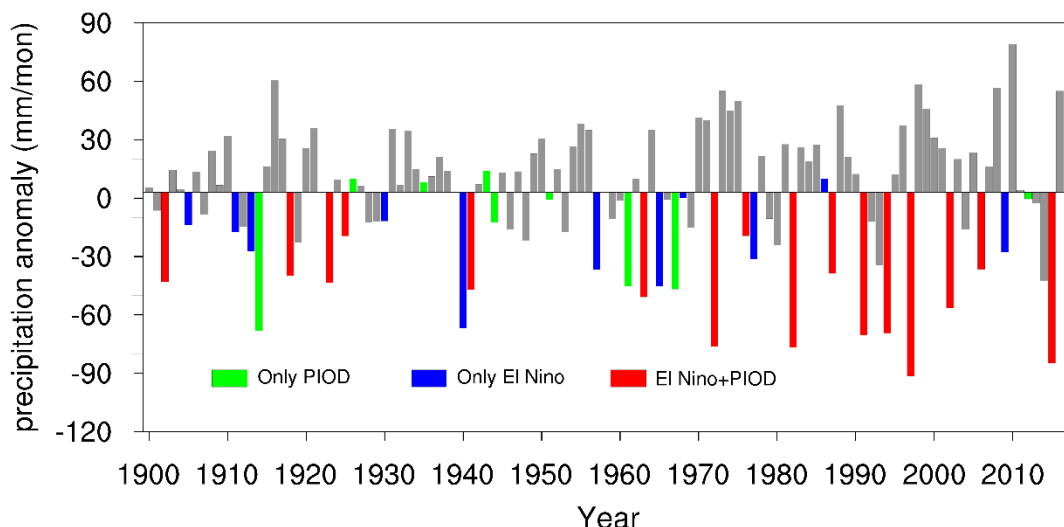 precipitation anomaly (mm/mon)
90
60
30
0
-30
-60
-90
-120
Only PIOD
Only El Nino
El Nino+PIOD
1900 1910 1920 1930 1940 1950 1960 1970 1980 1990 2000 2010
Year